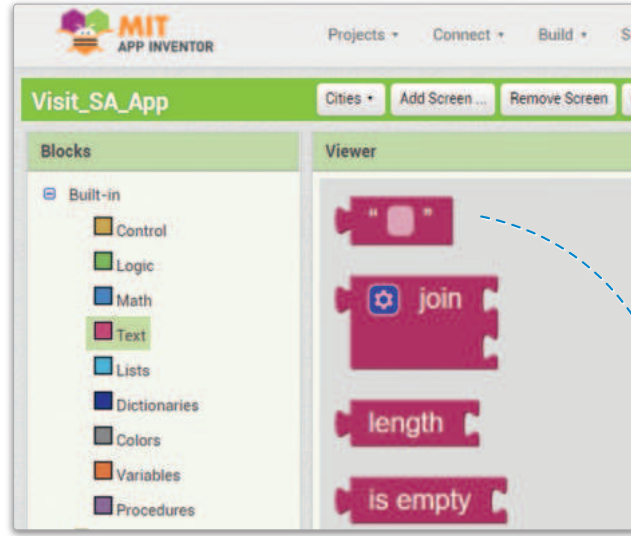 MIT
APP INVENTOR
Projects Connect Build S
Visit_SA_App
Cities Add Screen ... Remove Screen
Blocks
Viewer
Built-in
Control
Logic
Math
Text
Lists
Dictionaries
Colors
Variables
Procedures
" "
join
length
is empty